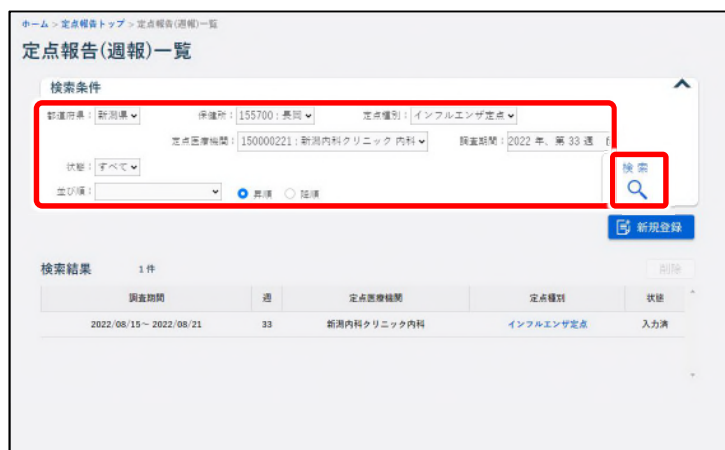 ホーム > 定点報告トップ > 定点報告(週報)一覧
定点報告(週報)一覧
検索条件
都道府県： 新潟県 保健所： 155700 : 長岡 定点種別： インフルエンザ定点
定点医療機関： 150000221 : 新潟内科クリニック 内科 調査期間： 2022 年、第 33 週
状態： すべて
検索
並び順： 昇順 降順
新規登録
検索結果 1 件 削除
調査期間 週 定点医療機関 定点種別 状態
2022/08/15～ 2022/08/21 33 新潟内科クリニック内科 インフルエンザ定点 入力済